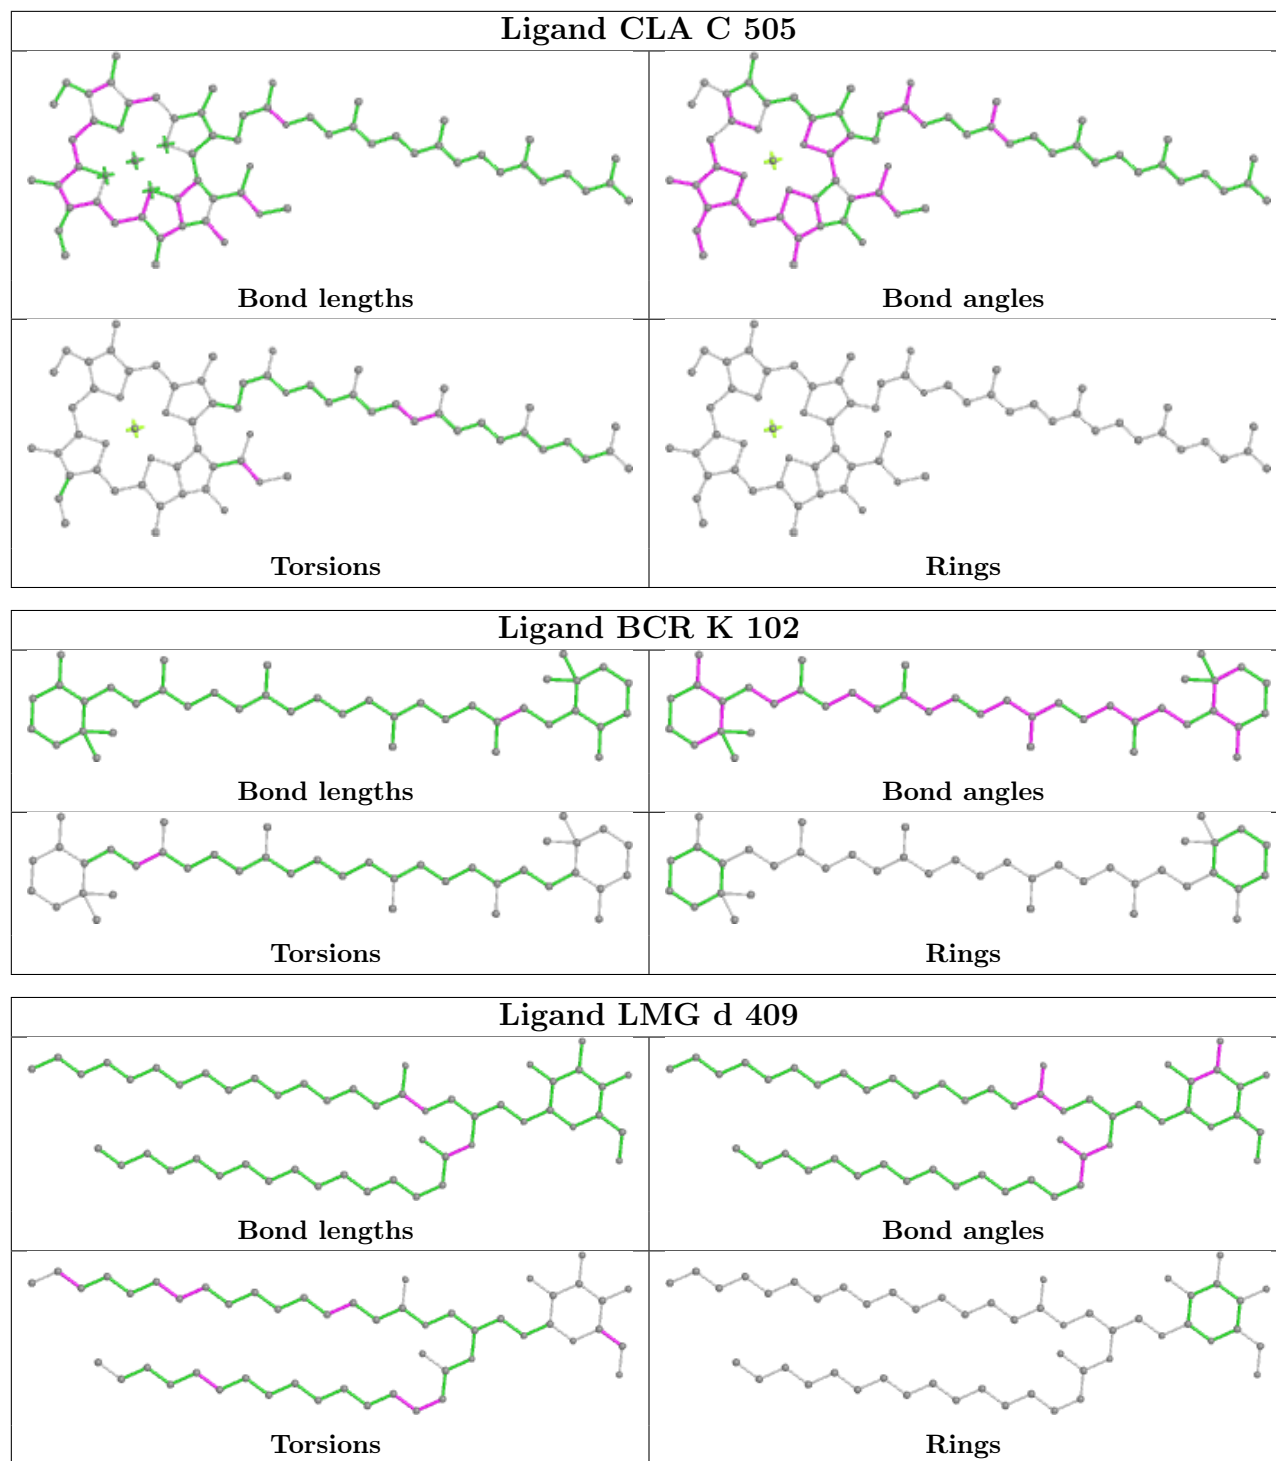 Ligand CLA C 505
Bond lengths
Bond angles
Torsions
Rings
Ligand BCR K 102
Bond lengths
Bond angles
Torsions
Rings
Ligand LMG d 409
Bond lengths
Bond angles
Torsions
Rings